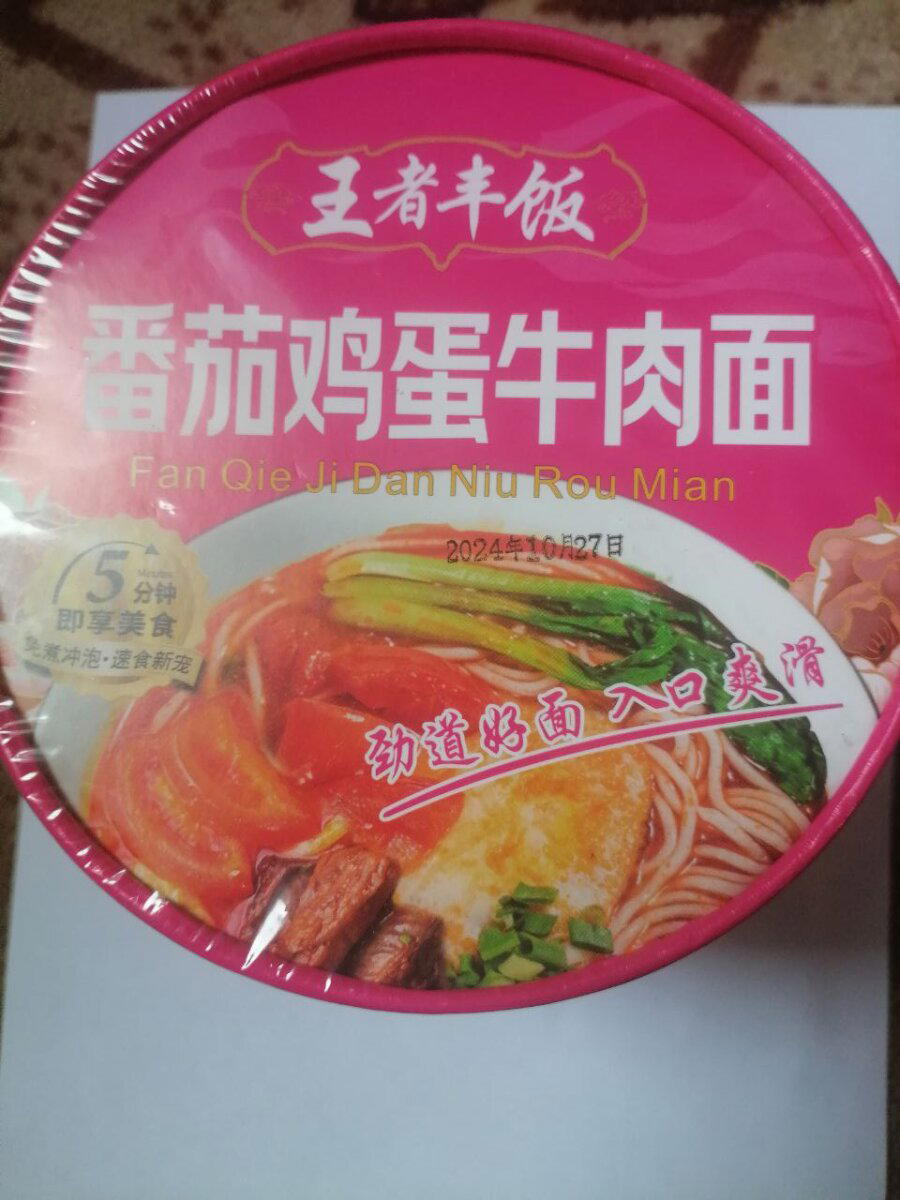 王者丰饭
番茄鸡蛋牛肉面
Fan Qie Ji Dan Niu Rou Mian
2024年10月27日
5 Minutes
分钟
即享美食
免煮冲泡·速食新宠
劲道好面 入口爽滑